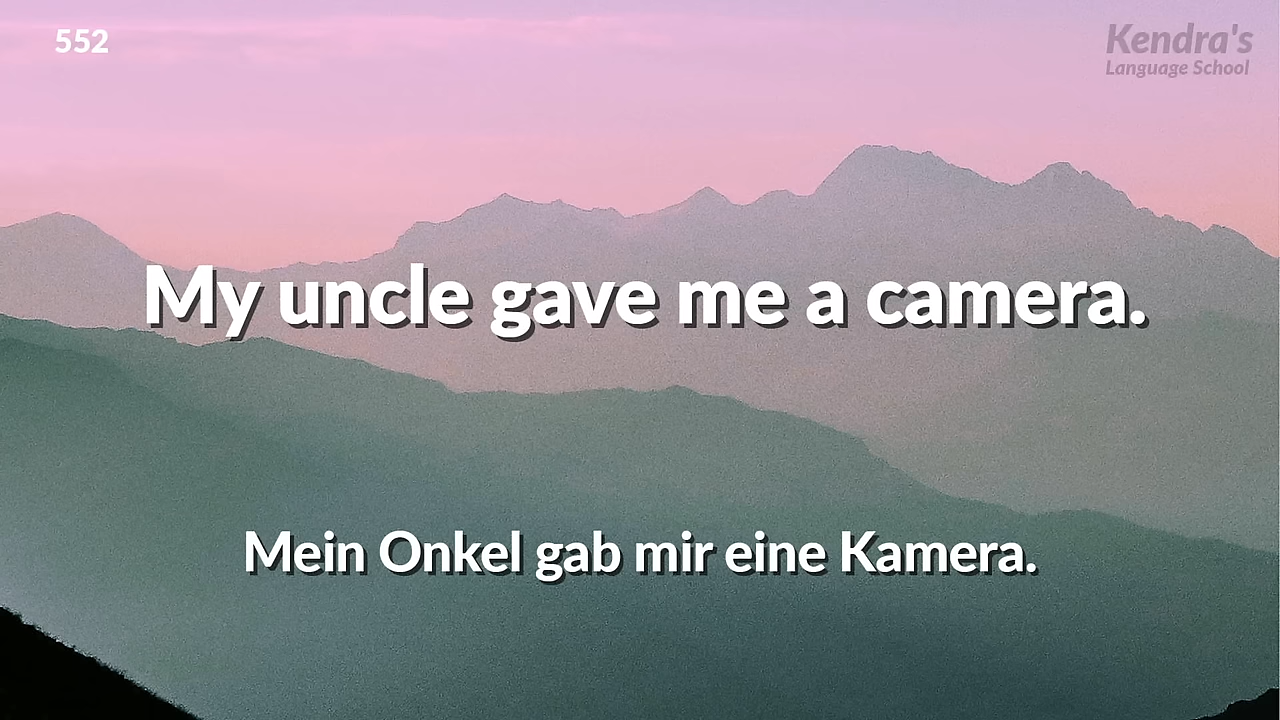 552
Kendra's
Language School
My uncle gave me a camera.
Mein Onkel gab mir eine Kamera.